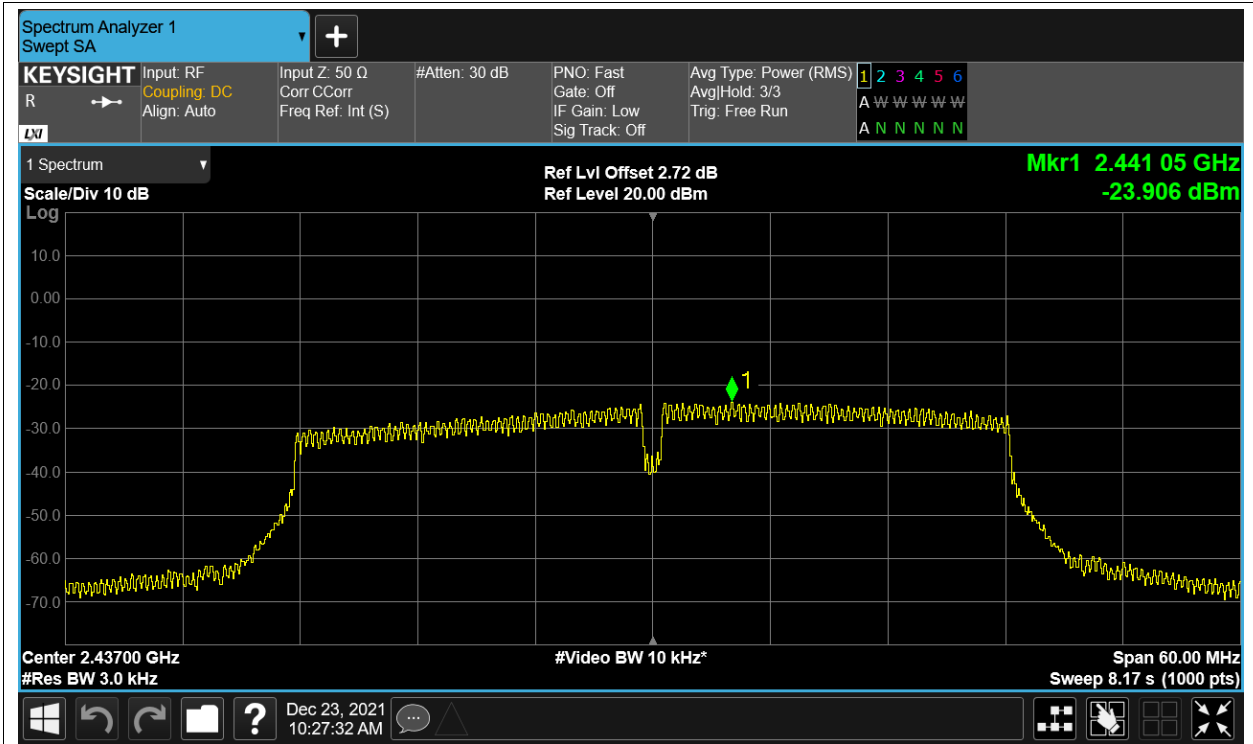 Spectrum Analyzer 1
Swept SA
KEYSIGHT
R
LXI
Input: RF
Coupling: DC
Align: Auto
Input Z: 50 Ω
Corr CCorr
Freq Ref: Int (S)
#Atten: 30 dB
PNO: Fast
Gate: Off
IF Gain: Low
Sig Track: Off
Avg Type: Power (RMS)
Avg|Hold: 3/3
Trig: Free Run
1 2 3 4 5 6
A W W W W W
A N N N N N
1 Spectrum
Scale/Div 10 dB
Log
Ref Lvl Offset 2.72 dB
Ref Level 20.00 dBm
Mkr1 2.441 05 GHz
-23.906 dBm
10.0
0.00
-10.0
-20.0
1
-30.0
-40.0
-50.0
-60.0
-70.0
Center 2.43700 GHz
#Res BW 3.0 kHz
#Video BW 10 kHz*
Span 60.00 MHz
Sweep 8.17 s (1000 pts)
?
Dec 23, 2021
10:27:32 AM